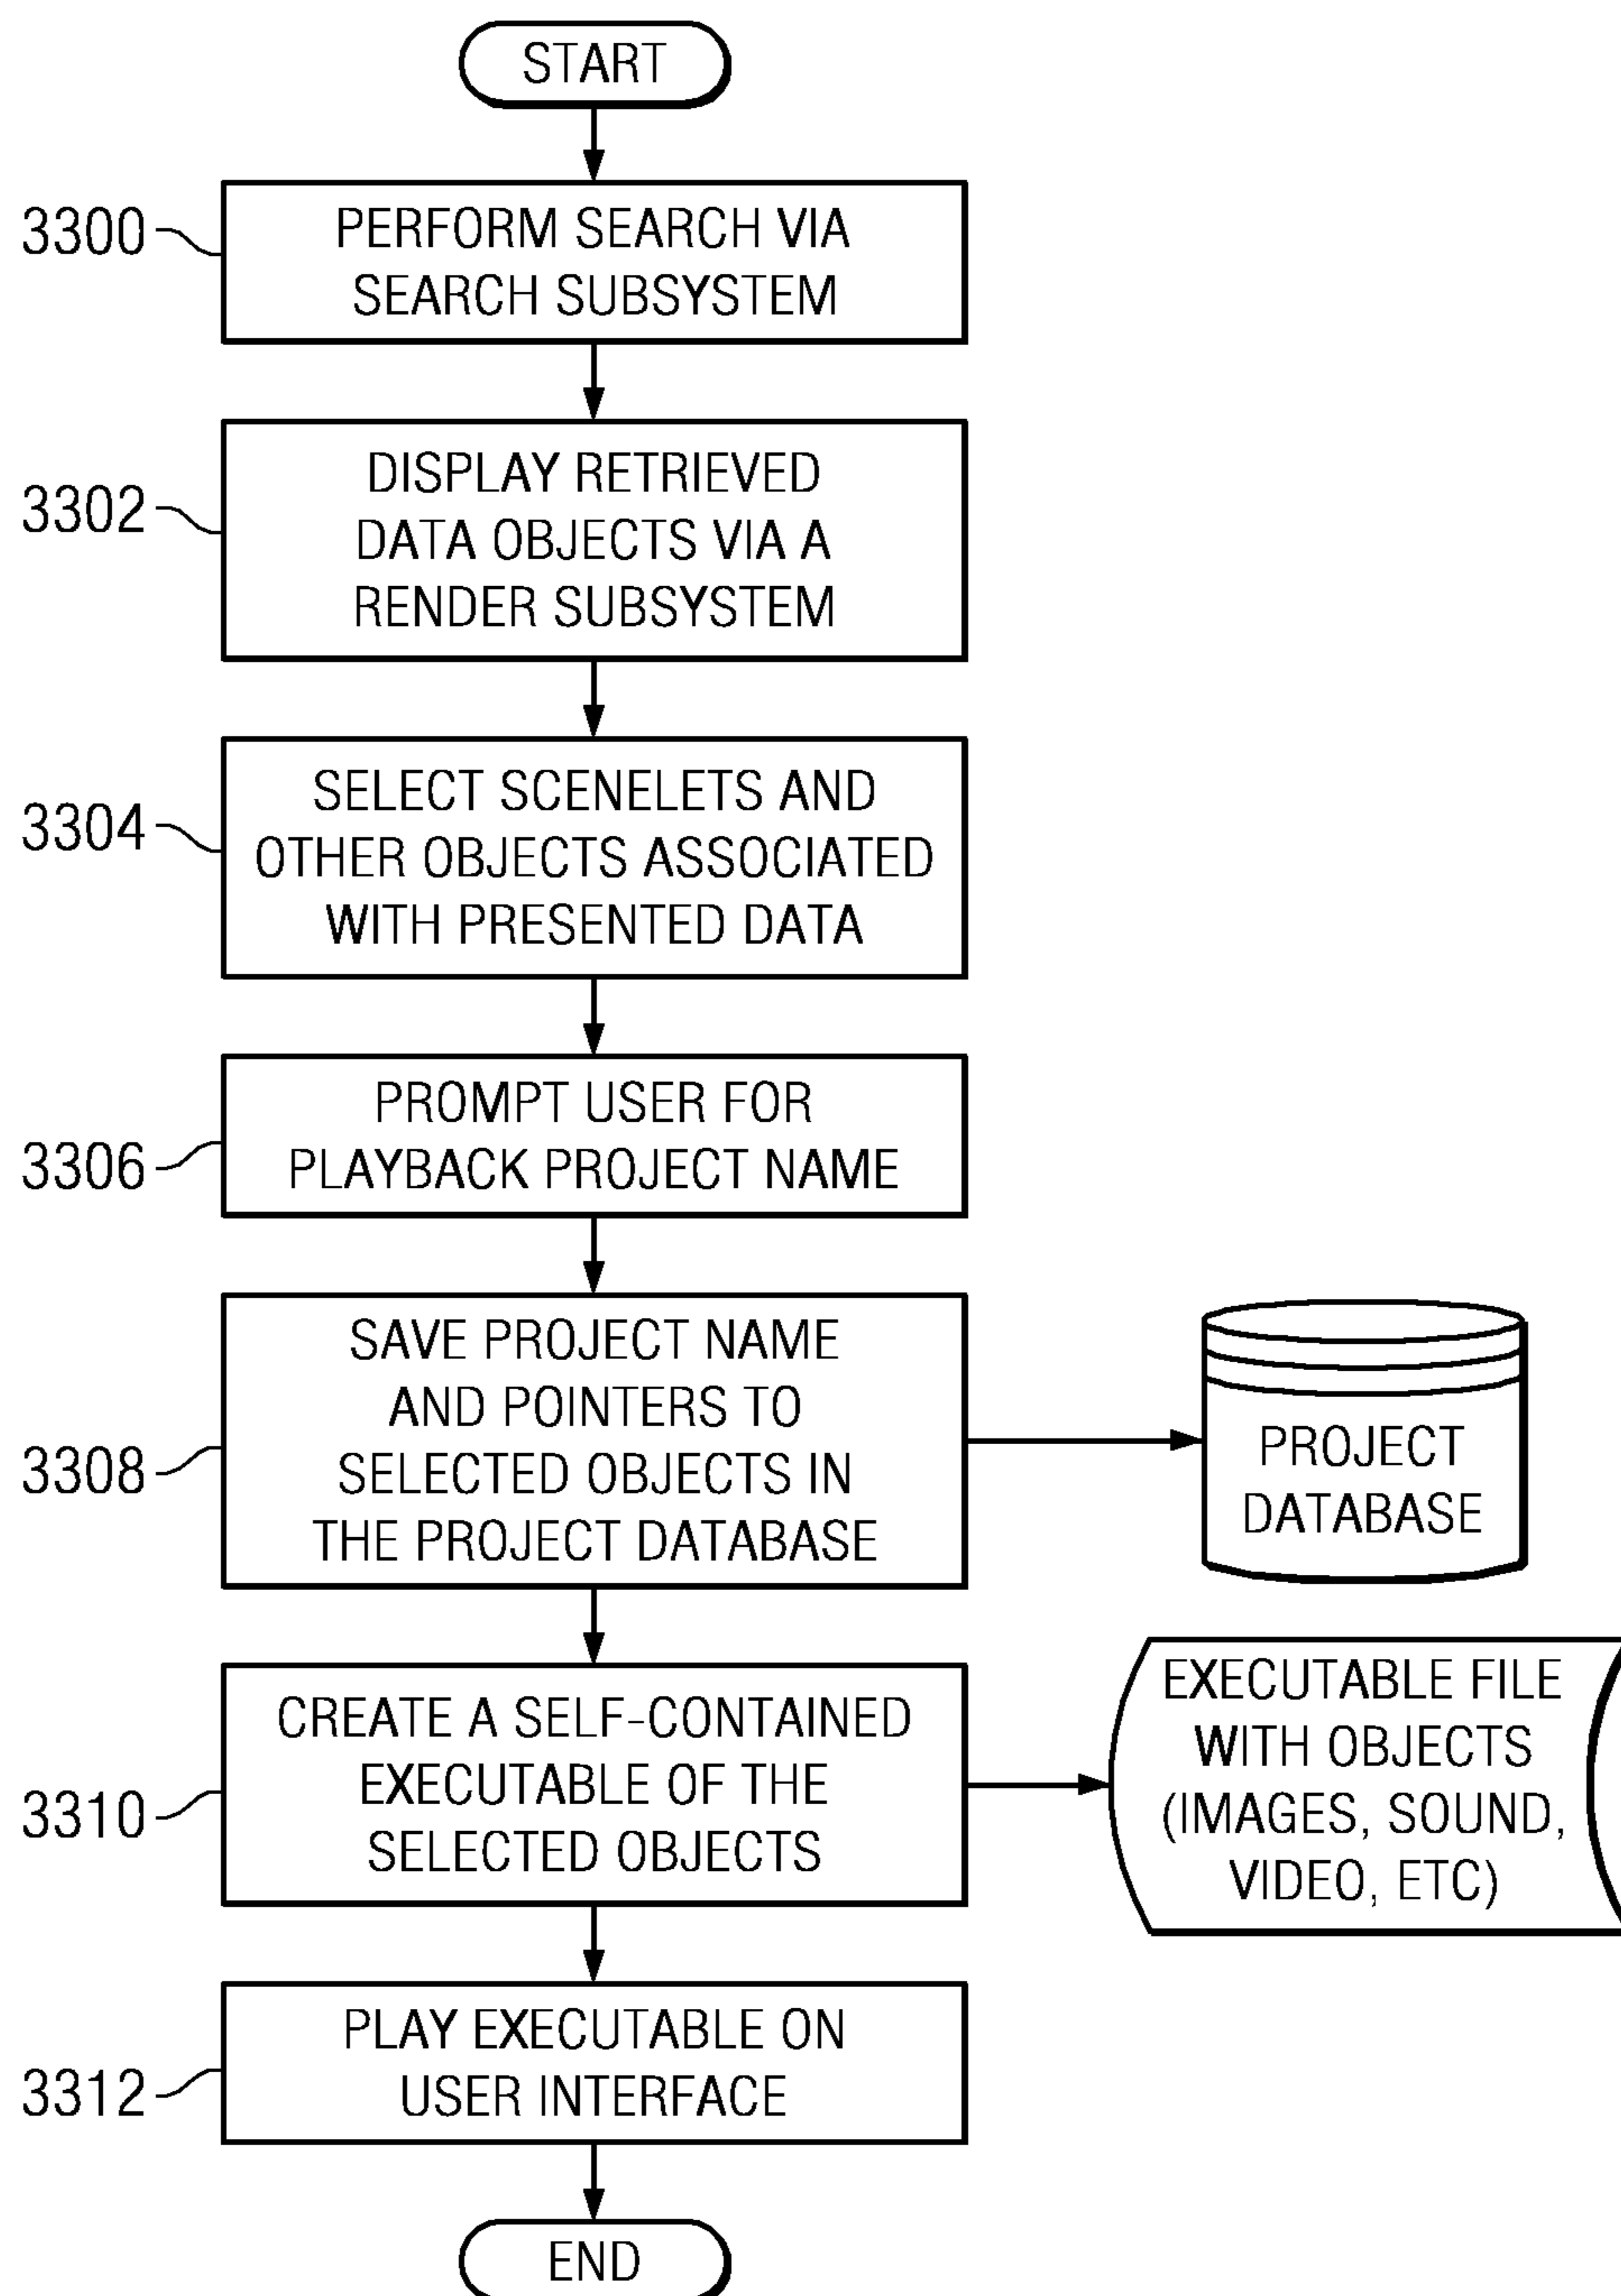 START
3300
PERFORM SEARCH VIA
SEARCH SUBSYSTEM
3302
DISPLAY RETRIEVED
DATA OBJECTS VIA A
RENDER SUBSYSTEM
3304
SELECT SCENELETS AND
OTHER OBJECTS ASSOCIATED
WITH PRESENTED DATA
3306
PROMPT USER FOR
PLAYBACK PROJECT NAME
3308
SAVE PROJECT NAME
AND POINTERS TO
SELECTED OBJECTS IN
THE PROJECT DATABASE
PROJECT
DATABASE
3310
CREATE A SELF-CONTAINED
EXECUTABLE OF THE
SELECTED OBJECTS
EXECUTABLE FILE
WITH OBJECTS
(IMAGES, SOUND,
VIDEO, ETC)
3312
PLAY EXECUTABLE ON
USER INTERFACE
END